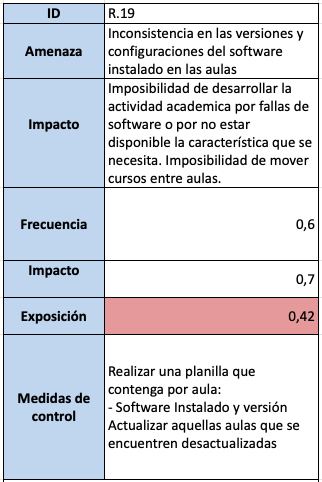 ID R.19
Amenaza
Inconsistencia en las versiones y
configuraciones del software
instalado en las aulas
Impacto
Imposibilidad de desarrollar la
actividad academica por fallas de
software o por no estar
disponible la característica que se
necesita. Imposibilidad de mover
cursos entre aulas.
Frecuencia 0,6
Impacto 0,7
Exposición 0,42
Medidas de
control
Realizar una planilla que
contenga por aula:
- Software Instalado y versión
Actualizar aquellas aulas que se
encuentren desactualizadas